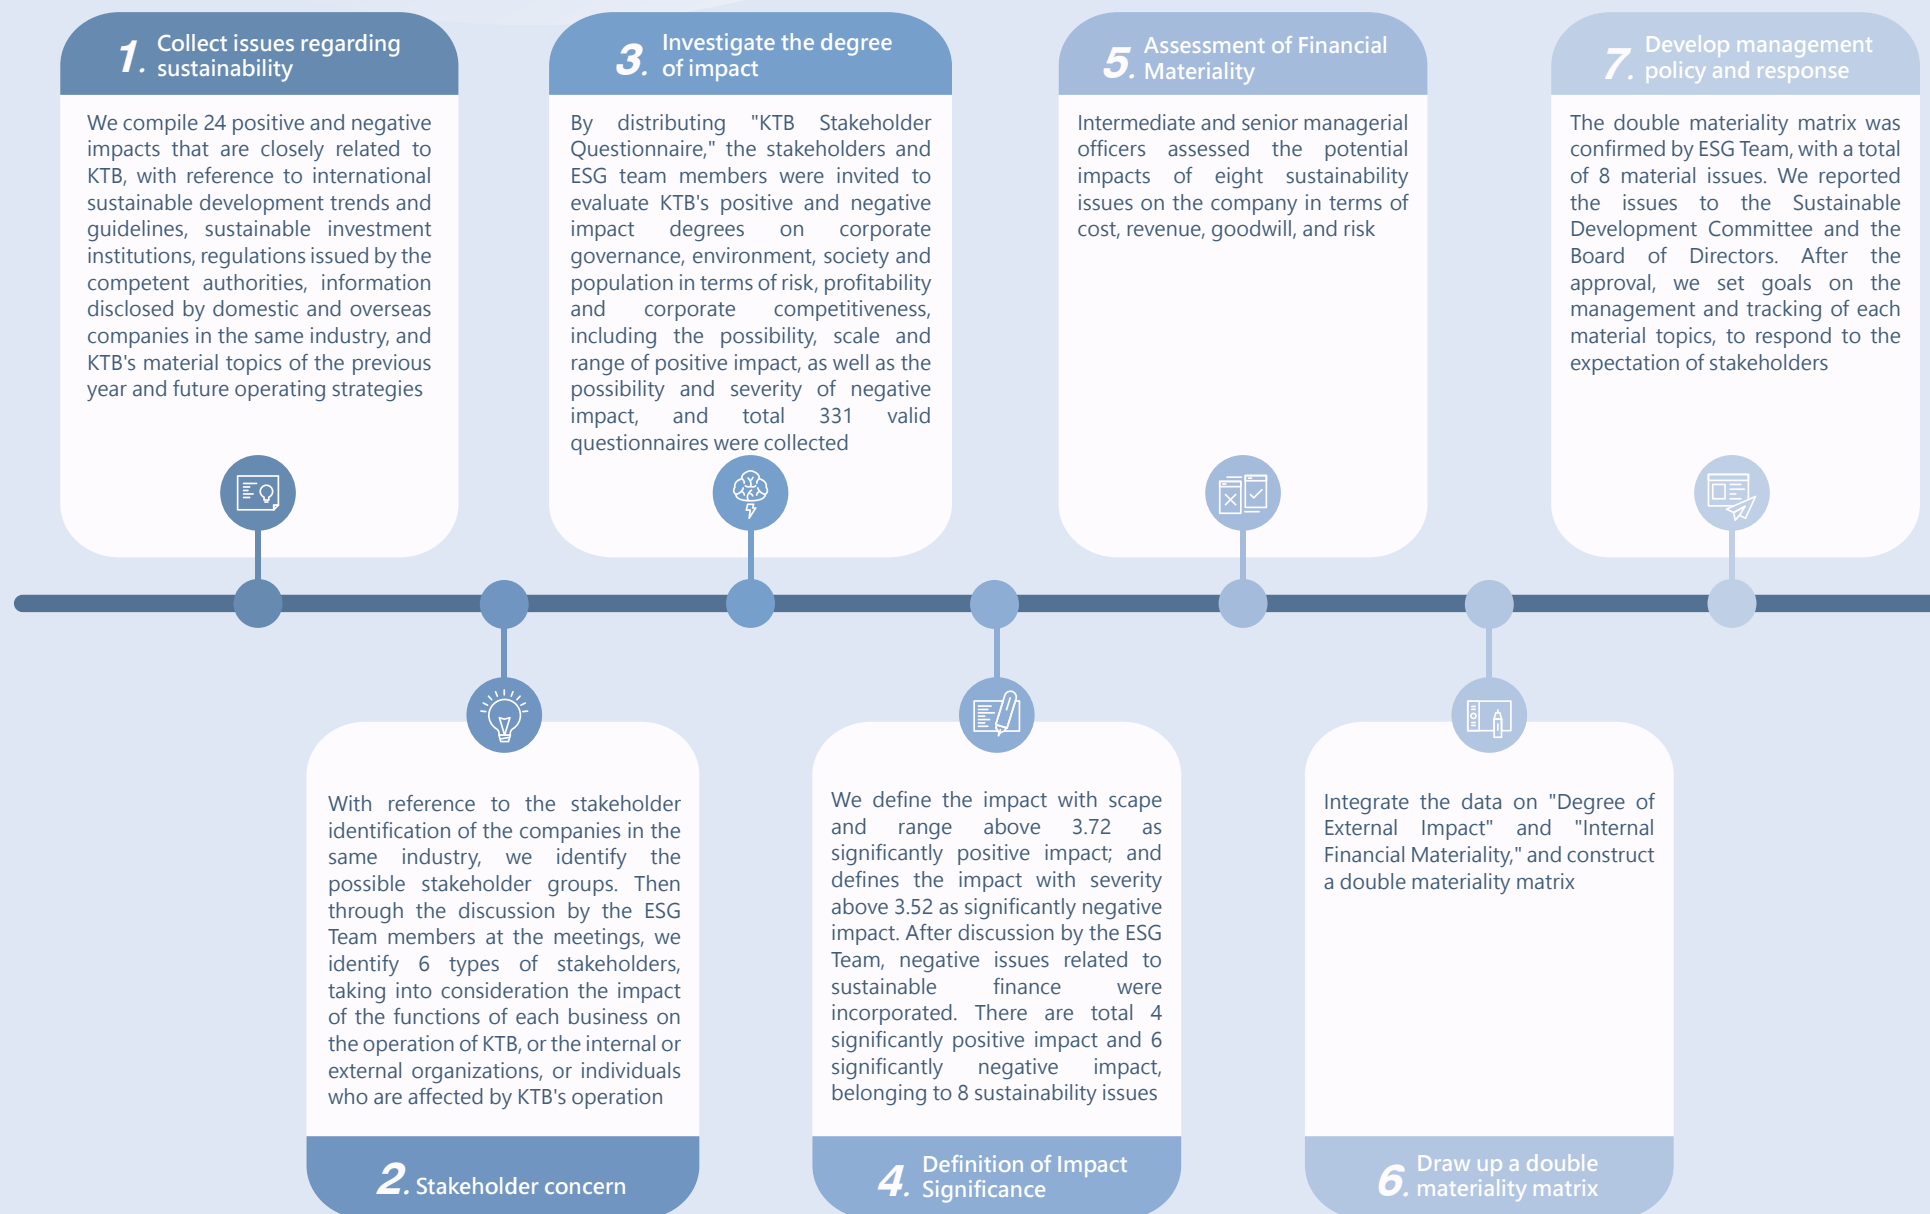 1. Collect issues regarding
sustainability
We compile 24 positive and negative
impacts that are closely related to
KTB, with reference to international
sustainable development trends and
guidelines, sustainable investment
institutions, regulations issued by the
competent authorities, information
disclosed by domestic and overseas
companies in the same industry, and
KTB's material topics of the previous
year and future operating strategies
With reference to the stakeholder
identification of the companies in the
same industry, we identify the
possible stakeholder groups. Then
through the discussion by the ESG
Team members at the meetings, we
identify 6 types of stakeholders,
taking into consideration the impact
of the functions of each business on
the operation of KTB, or the internal or
external organizations, or individuals
who are affected by KTB's operation
2. Stakeholder concern
3. Investigate the degree
of impact
By distributing "KTB Stakeholder
Questionnaire," the stakeholders and
ESG team members were invited to
evaluate KTB's positive and negative
impact degrees on corporate
governance, environment, society and
population in terms of risk, profitability
and corporate competitiveness,
including the possibility, scale and
range of positive impact, as well as the
possibility and severity of negative
impact, and total 331 valid
questionnaires were collected
We define the impact with scape
and range above 3.72 as
significantly positive impact; and
defines the impact with severity
above 3.52 as significantly negative
impact. After discussion by the ESG
Team, negative issues related to
sustainable finance were
incorporated. There are total 4
significantly positive impact and 6
significantly negative impact,
belonging to 8 sustainability issues
4. Definition of Impact
Significance
5. Assessment of Financial
Materiality
Intermediate and senior managerial
officers assessed the potential
impacts of eight sustainability
issues on the company in terms of
cost, revenue, goodwill, and risk
Integrate the data on "Degree of
External Impact" and "Internal
Financial Materiality," and construct
a double materiality matrix
6. Draw up a double
materiality matrix
7. Develop management
policy and response
The double materiality matrix was
confirmed by ESG Team, with a total
of 8 material issues. We reported
the issues to the Sustainable
Development Committee and the
Board of Directors. After the
approval, we set goals on the
management and tracking of each
material topics, to respond to the
expectation of stakeholders